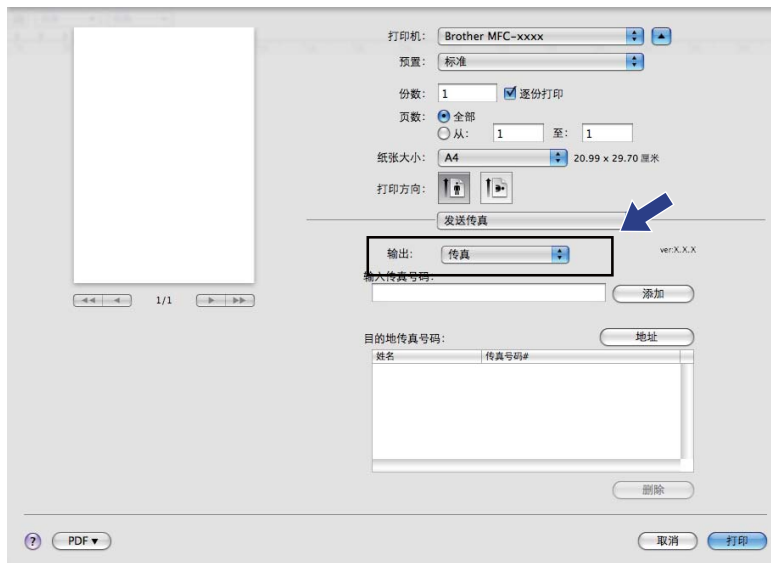 打印机: Brother MFC-xxxx
预置: 标准
份数: 1 逐份打印
页数: 全部
从: 1 至: 1
纸张大小: A4 20.99 x 29.70 厘米
打印方向:
发送传真
输出: 传真 ver:X.X.X
输入传真号码:
添加
1/1
目的地传真号码: 地址
姓名 传真号码#
删除
? PDF 取消 打印